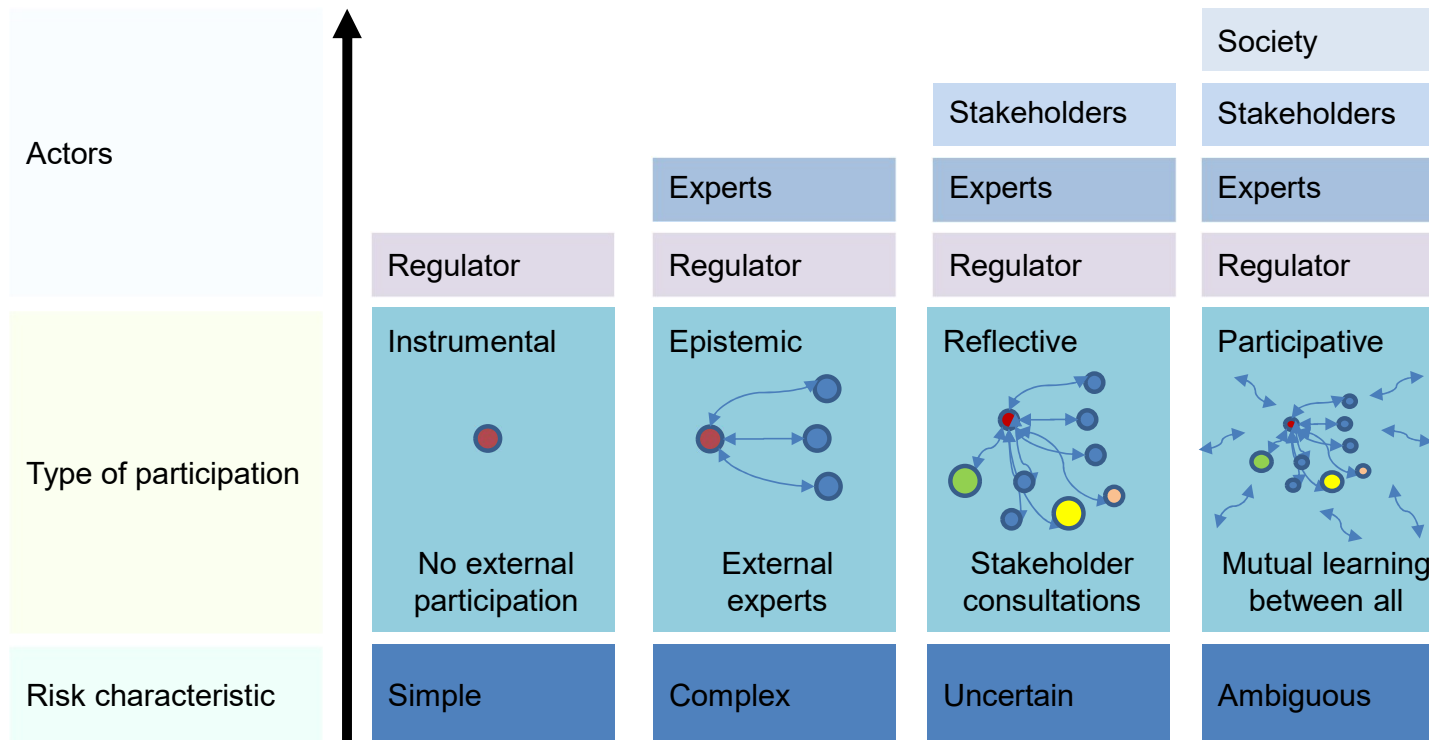 Society
Stakeholders
Stakeholders
Actors
Experts
Experts
Experts
Regulator
Regulator
Regulator
Regulator
Type of participation
Instrumental
Epistemic
Reflective
Participative
No external
participation
External
experts
Stakeholder
consultations
Mutual learning
between all
Risk characteristic
Simple
Complex
Uncertain
Ambiguous